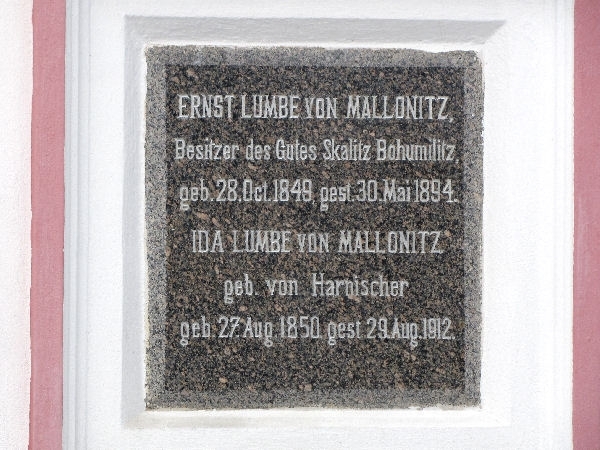 ERNST LUMBE VON MALLONITZ,
Besitzer des Gutes Skalitz Bohumilitz,
geb. 28. Oct. 1849, gest. 30. Mai 1894.
IDA LUMBE VON MALLONITZ
geb. von Harnischer
geb. 27. Aug 1850, gest. 29. Aug. 1912.